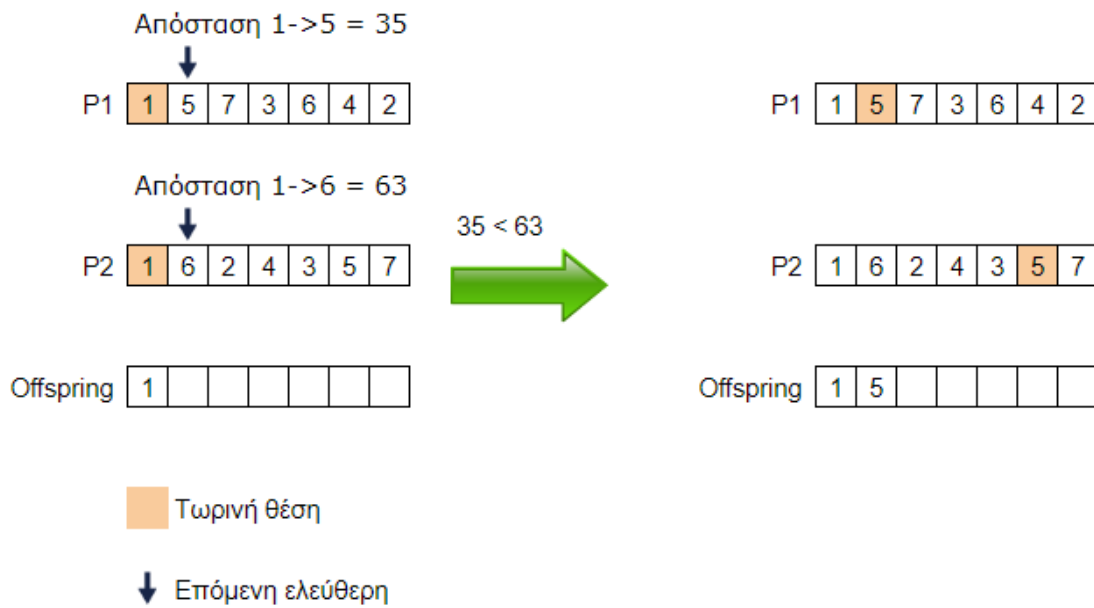 Απόσταση 1->5 = 35
P1 1 5 7 3 6 4 2
P1 1 5 7 3 6 4 2
Απόσταση 1->6 = 63
35 < 63
P2 1 6 2 4 3 5 7
P2 1 6 2 4 3 5 7
Offspring 1
Offspring 1 5
Τωρινή θέση
Επόμενη ελεύθερη